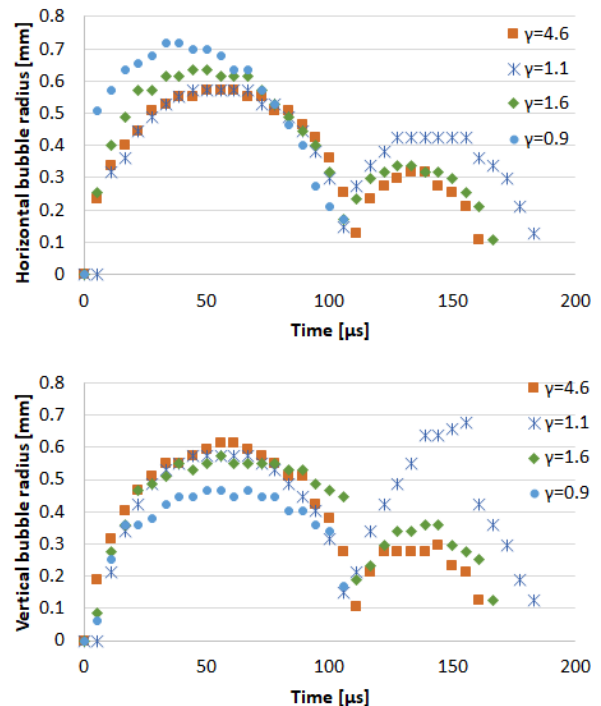 Horizontal bubble radius [mm]
0.8
0.7
0.6
0.5
0.4
0.3
0.2
0.1
0
0 50 100 150 200
Time [µs]
γ=4.6
γ=1.1
γ=1.6
γ=0.9
Vertical bubble radius [mm]
0.8
0.7
0.6
0.5
0.4
0.3
0.2
0.1
0
0 50 100 150 200
Time [µs]
γ=4.6
γ=1.1
γ=1.6
γ=0.9